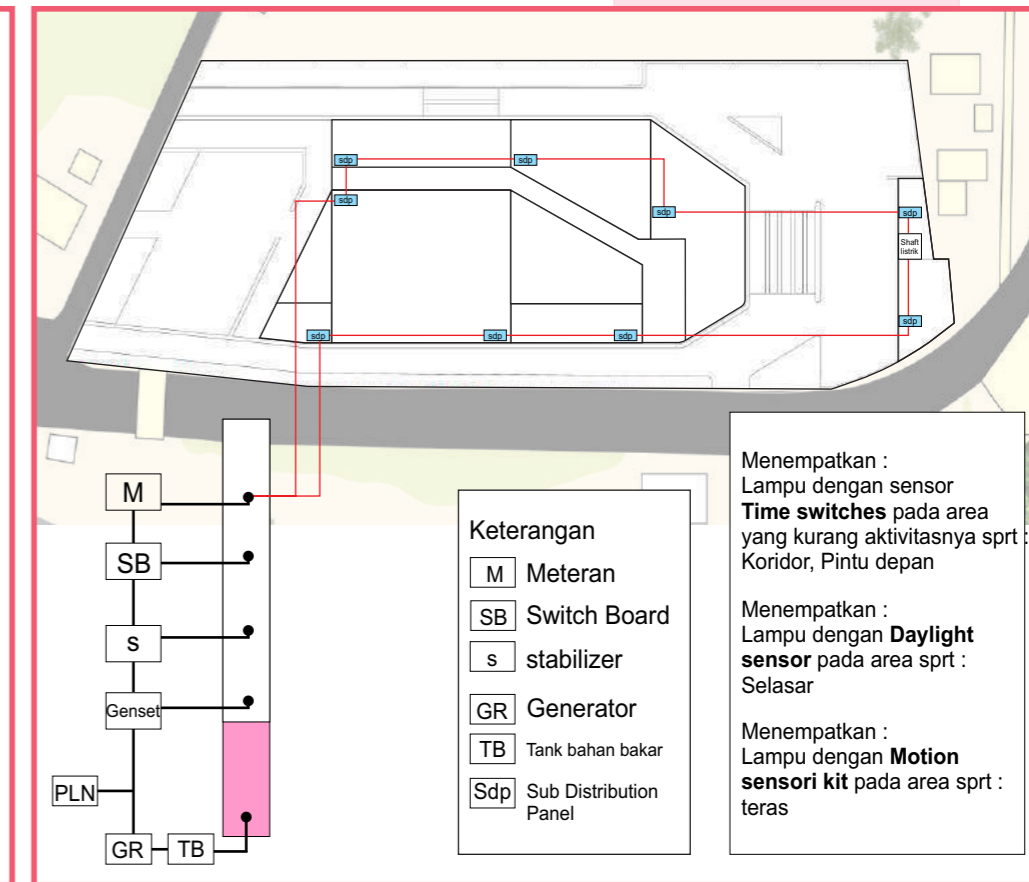 sdp
sdp
sdp
sdp
sdp
Shaft
listrik
sdp
sdp
sdp
sdp
M
SB
s
Genset
PLN
GR
TB
Keterangan
M Meteran
SB Switch Board
s stabilizer
GR Generator
TB Tank bahan bakar
Sdp Sub Distribution
Panel
Menempatkan :
Lampu dengan sensor
Time switches pada area
yang kurang aktivitasnya sprt :
Koridor, Pintu depan
Menempatkan :
Lampu dengan Daylight
sensor pada area sprt :
Selasar
Menempatkan :
Lampu dengan Motion
sensori kit pada area sprt :
teras